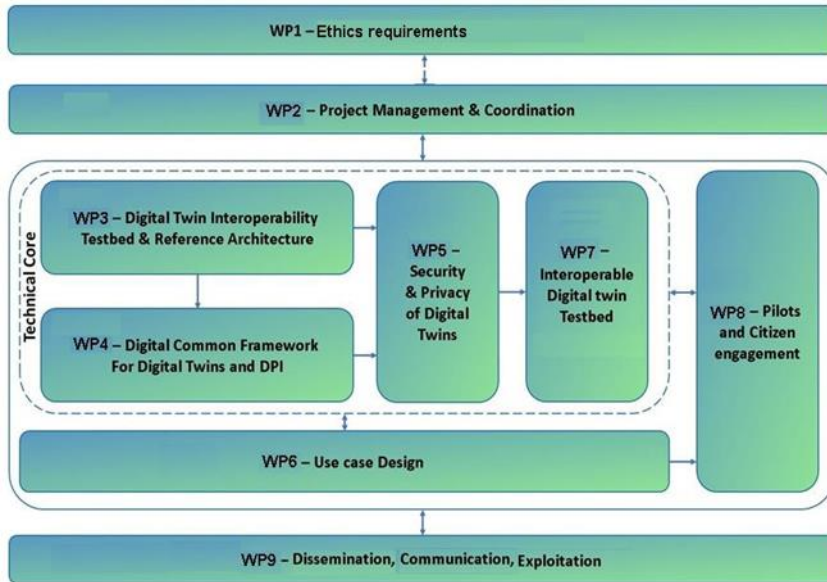 WP1 – Ethics requirements
WP2 – Project Management & Coordination
Technical Core
WP3 – Digital Twin Interoperability
Testbed & Reference Architecture
WP4 – Digital Common Framework
For Digital Twins and DPI
WP5 –
Security
& Privacy
of Digital
Twins
WP7 –
Interoperable
Digital twin
Testbed
WP8 – Pilots
and Citizen
engagement
WP6 – Use case Design
WP9 – Dissemination, Communication, Exploitation